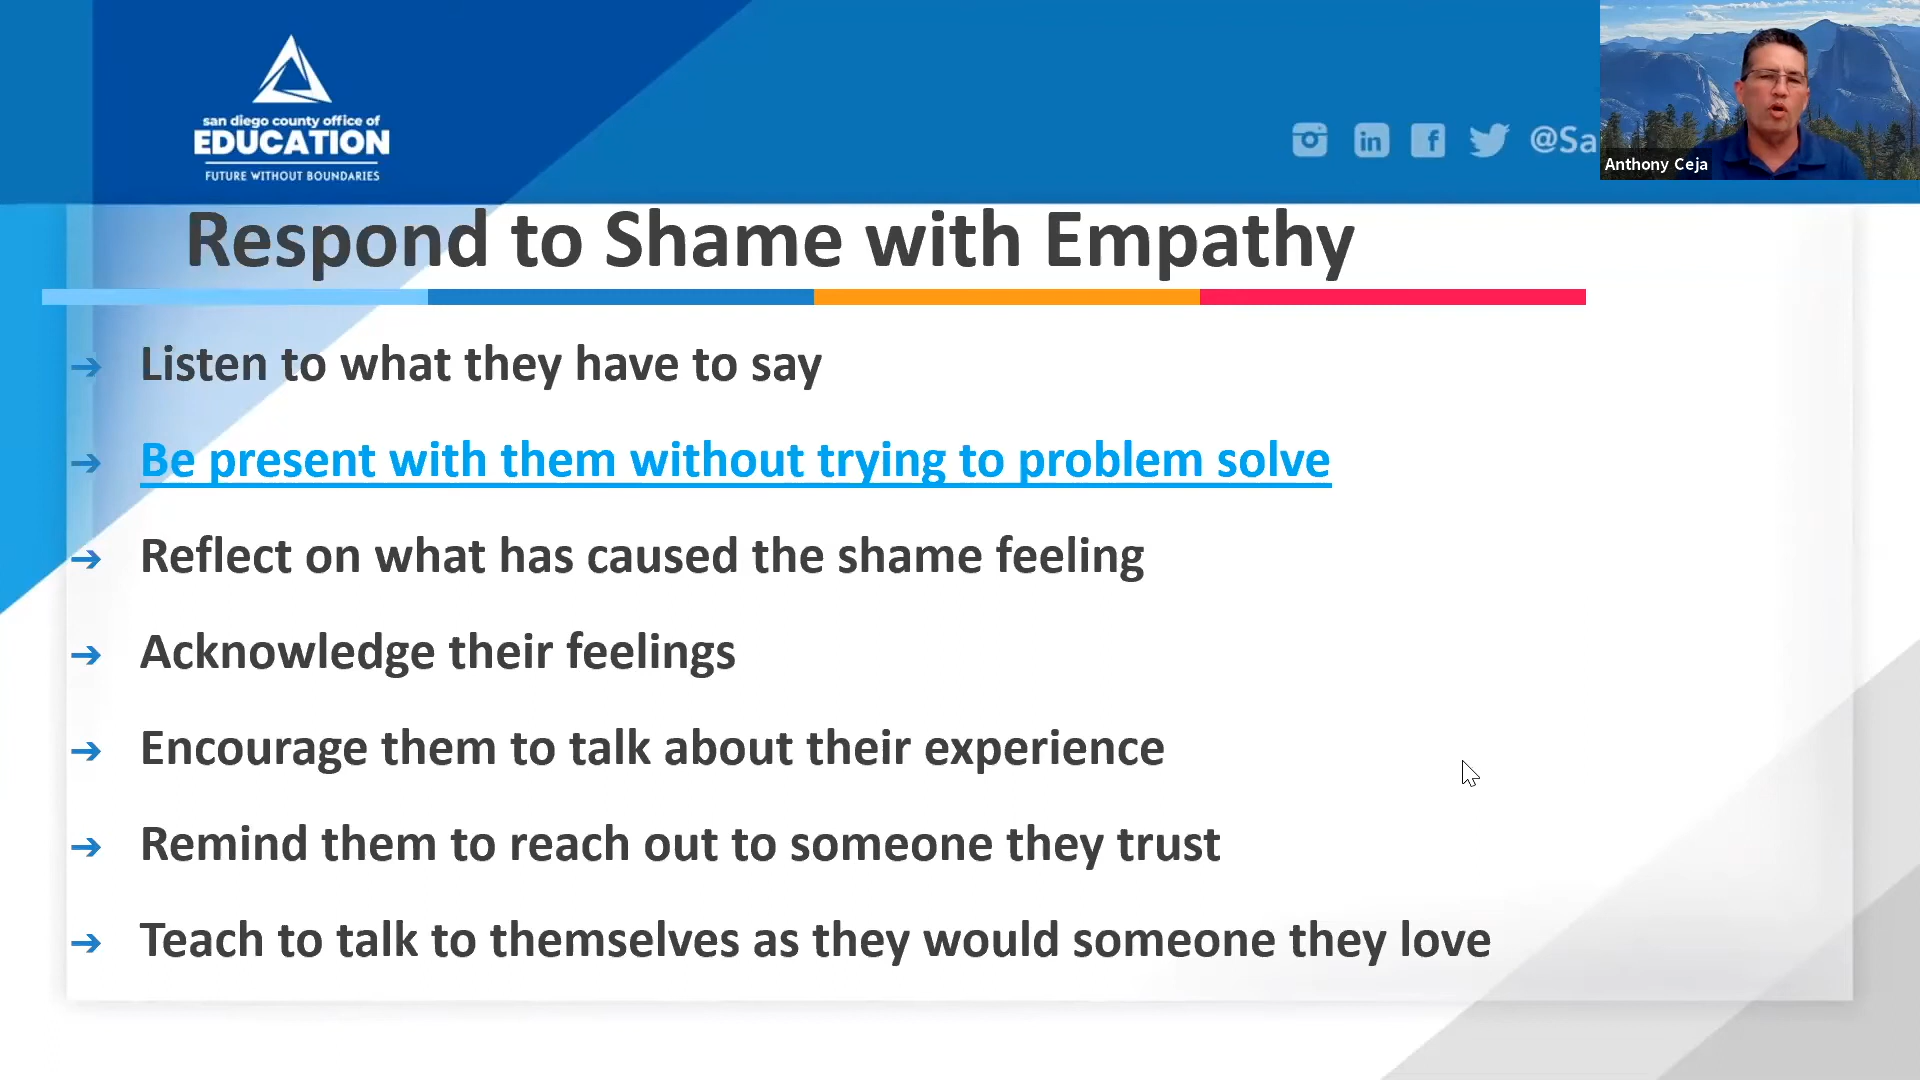 san diego county office of
EDUCATION
FUTURE WITHOUT BOUNDARIES
@Sa
Anthony Ceja
Respond to Shame with Empathy
Listen to what they have to say
Be present with them without trying to problem solve
Reflect on what has caused the shame feeling
Acknowledge their feelings
Encourage them to talk about their experience
Remind them to reach out to someone they trust
Teach to talk to themselves as they would someone they love